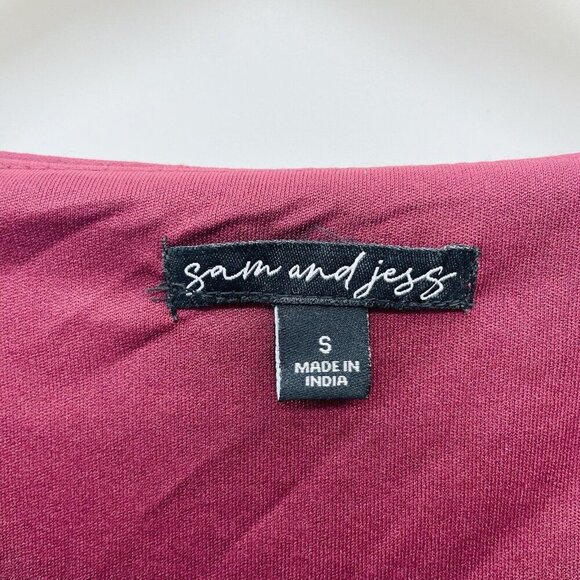 sam and jess
S
MADE IN
INDIA